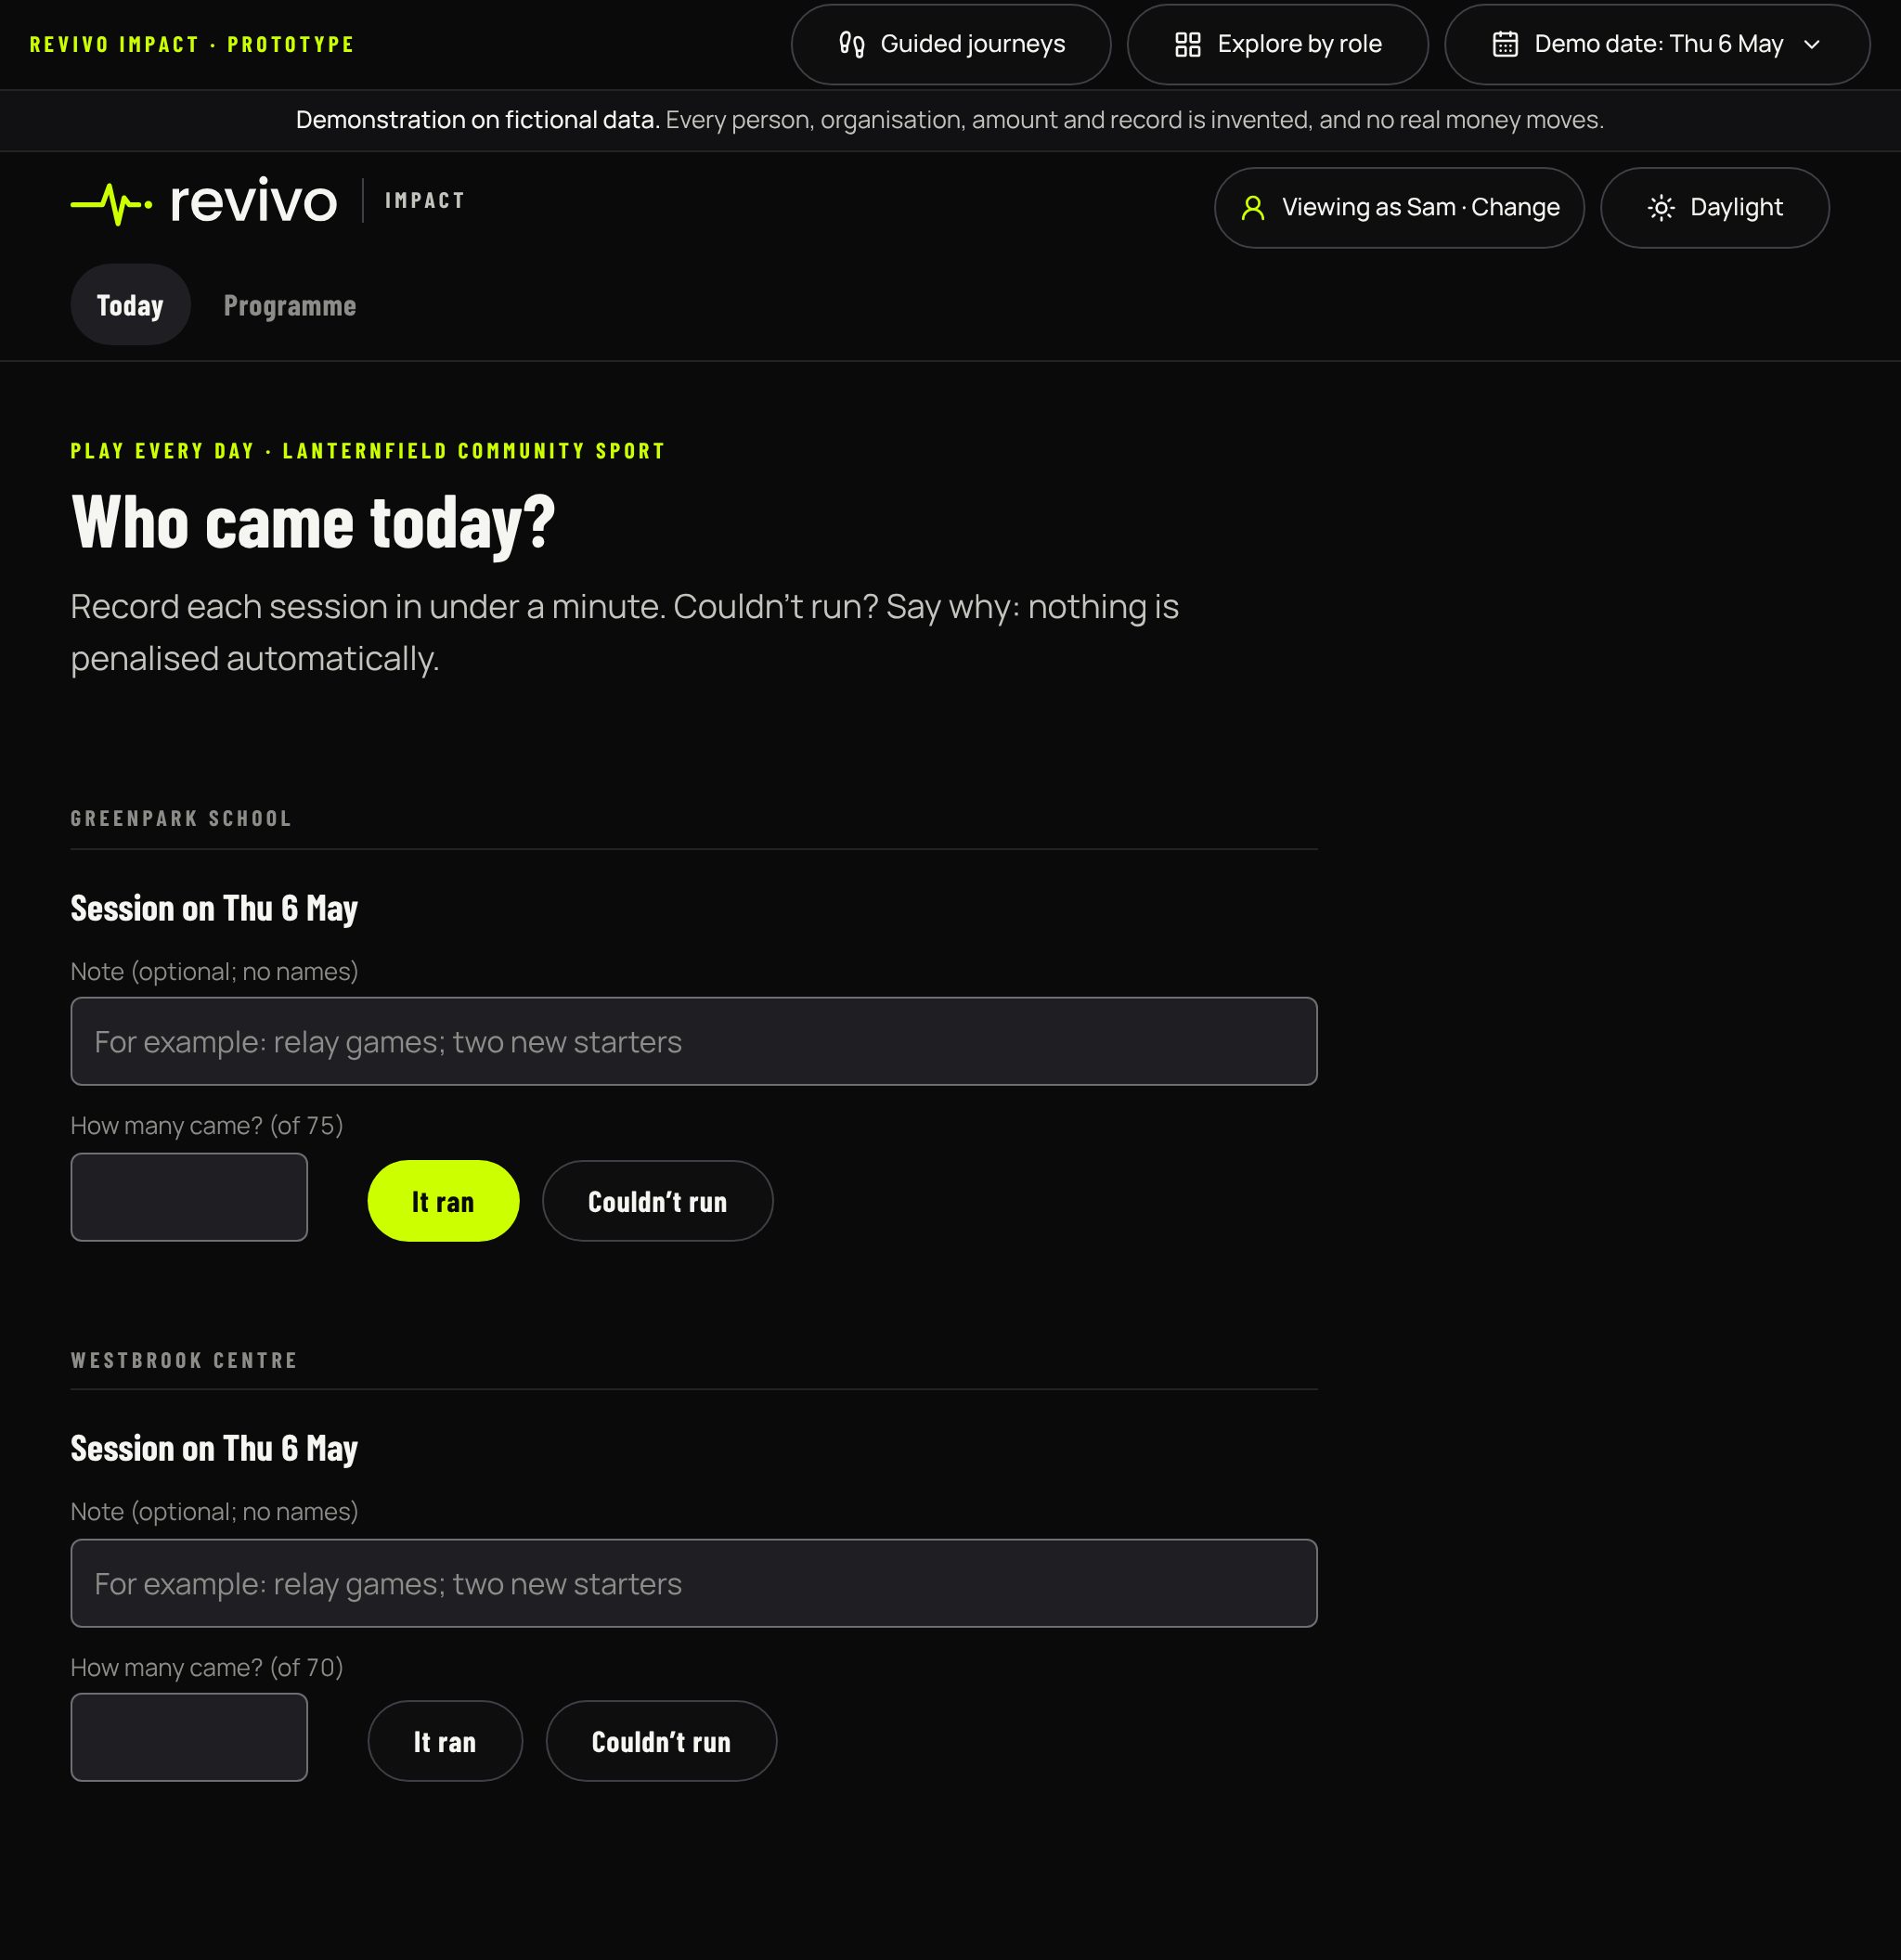 REVIVO IMPACT · PROTOTYPE
Guided journeys
Explore by role
Demo date: Thu 6 May
Demonstration on fictional data. Every person, organisation, amount and record is invented, and no real money moves.
revivo
IMPACT
Viewing as Sam · Change
Daylight
Today
Programme
PLAY EVERY DAY · LANTERNFIELD COMMUNITY SPORT
Who came today?
Record each session in under a minute. Couldn’t run? Say why: nothing is
penalised automatically.
GREENPARK SCHOOL
Session on Thu 6 May
Note (optional; no names)
For example: relay games; two new starters
How many came? (of 75)
It ran
Couldn’t run
WESTBROOK CENTRE
Session on Thu 6 May
Note (optional; no names)
For example: relay games; two new starters
How many came? (of 70)
It ran
Couldn’t run